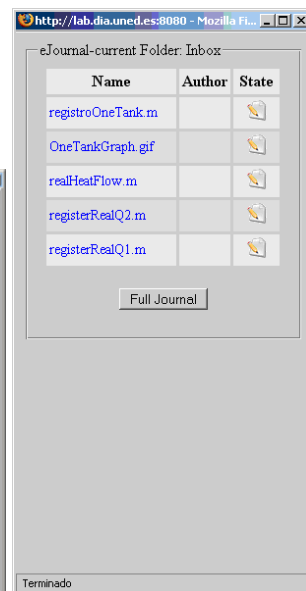 http://lab.dia.uned.es:8080 - Mozilla Fi...
eJournal-current Folder: Inbox
Name Author State
registroOneTank.m
OneTankGraph.gif
realHeatFlow.m
registerRealQ2.m
registerRealQ1.m
Full Journal
Terminado